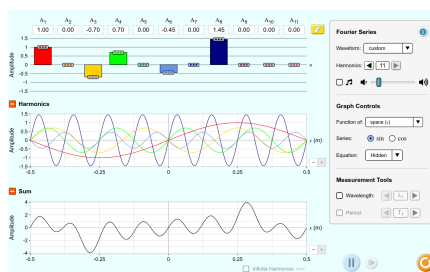 A1 A2 A3 A4 A5 A6 A7 A8 A9 A10 A11
1.00 0.00 -0.70 0.70 0.00 -0.45 0.00 1.45 0.00 0.00 0.00
Amplitude
1.5
1
0.5
0
-0.5
-1
-1.5
n
Harmonics
Amplitude
1.5
1
0.5
0
-0.5
-1
-1.5
x (m)
-0.5 -0.25 0 0.25 0.5
Sum
Amplitude
4
2
0
-2
-4
x (m)
-0.5 -0.25 0 0.25 0.5
Infinite Harmonics
Fourier Series
Waveform: custom
Harmonics: 11
Graph Controls
Function of: space (x)
Series: sin cos
Equation: Hidden
Measurement Tools
Wavelength: λ1
Period: T1